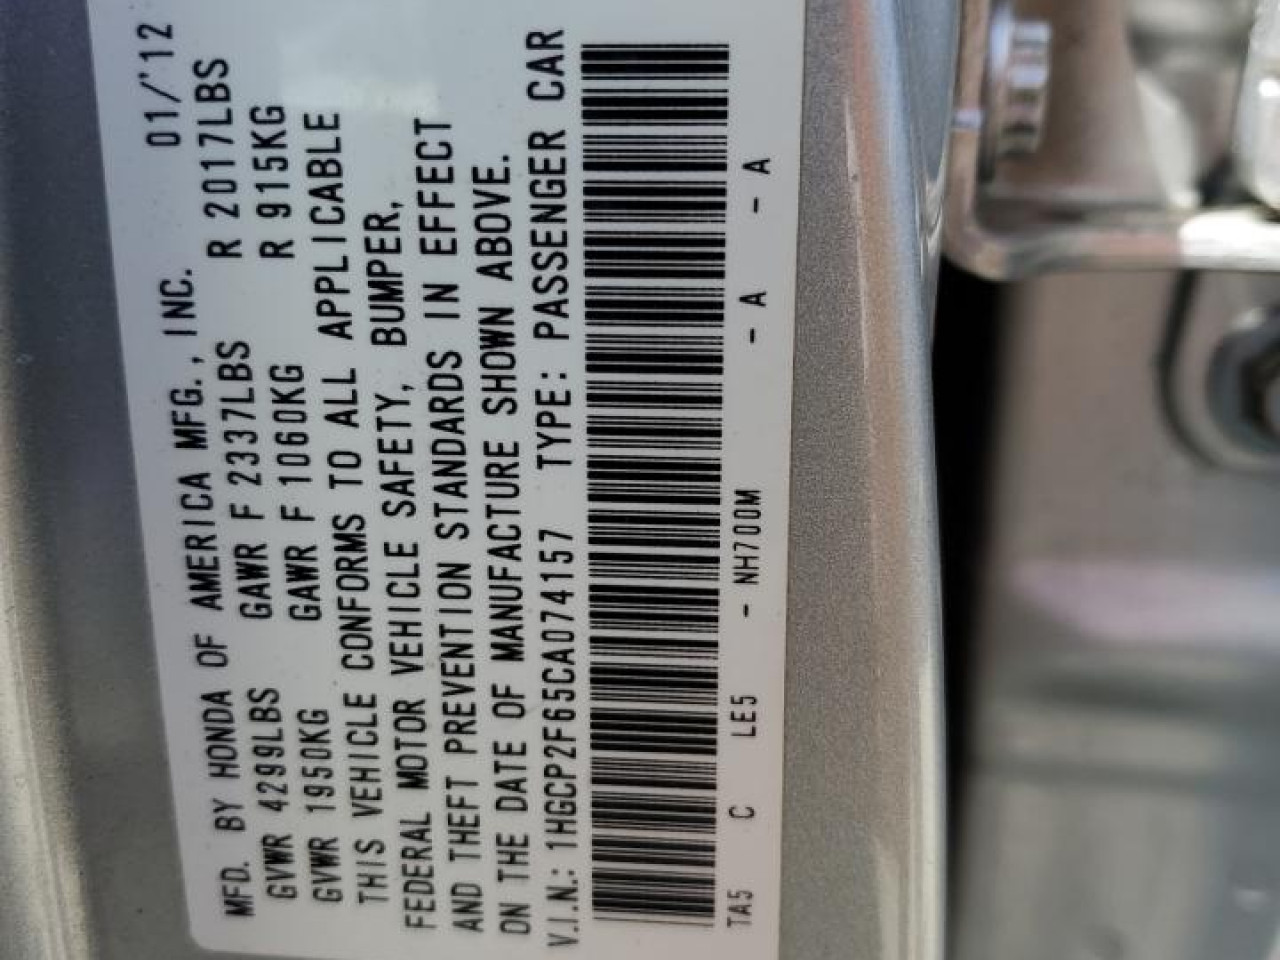 MFD. BY HONDA OF AMERICA MFG., INC. 01/'12
GVWR 4299LBS GAWR F 2337LBS R 2017LBS
GVWR 1950KG GAWR F 1060KG R 915KG
THIS VEHICLE CONFORMS TO ALL APPLICABLE
FEDERAL MOTOR VEHICLE SAFETY, BUMPER,
AND THEFT PREVENTION STANDARDS IN EFFECT
ON THE DATE OF MANUFACTURE SHOWN ABOVE.
V.I.N.: 1HGCP2F65CA074157 TYPE: PASSENGER CAR
TA5 C LE5 - NH700M - A - A